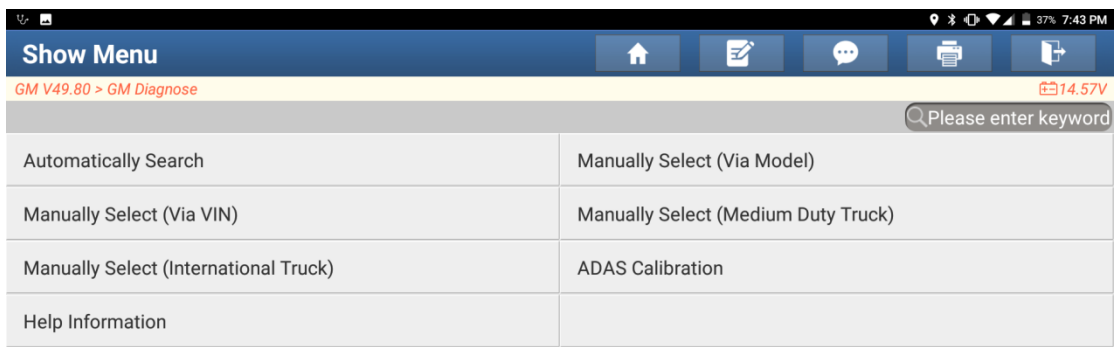 37% 7:43 PM
Show Menu
GM V49.80 > GM Diagnose
14.57V
Please enter keyword
Automatically Search
Manually Select (Via Model)
Manually Select (Via VIN)
Manually Select (Medium Duty Truck)
Manually Select (International Truck)
ADAS Calibration
Help Information